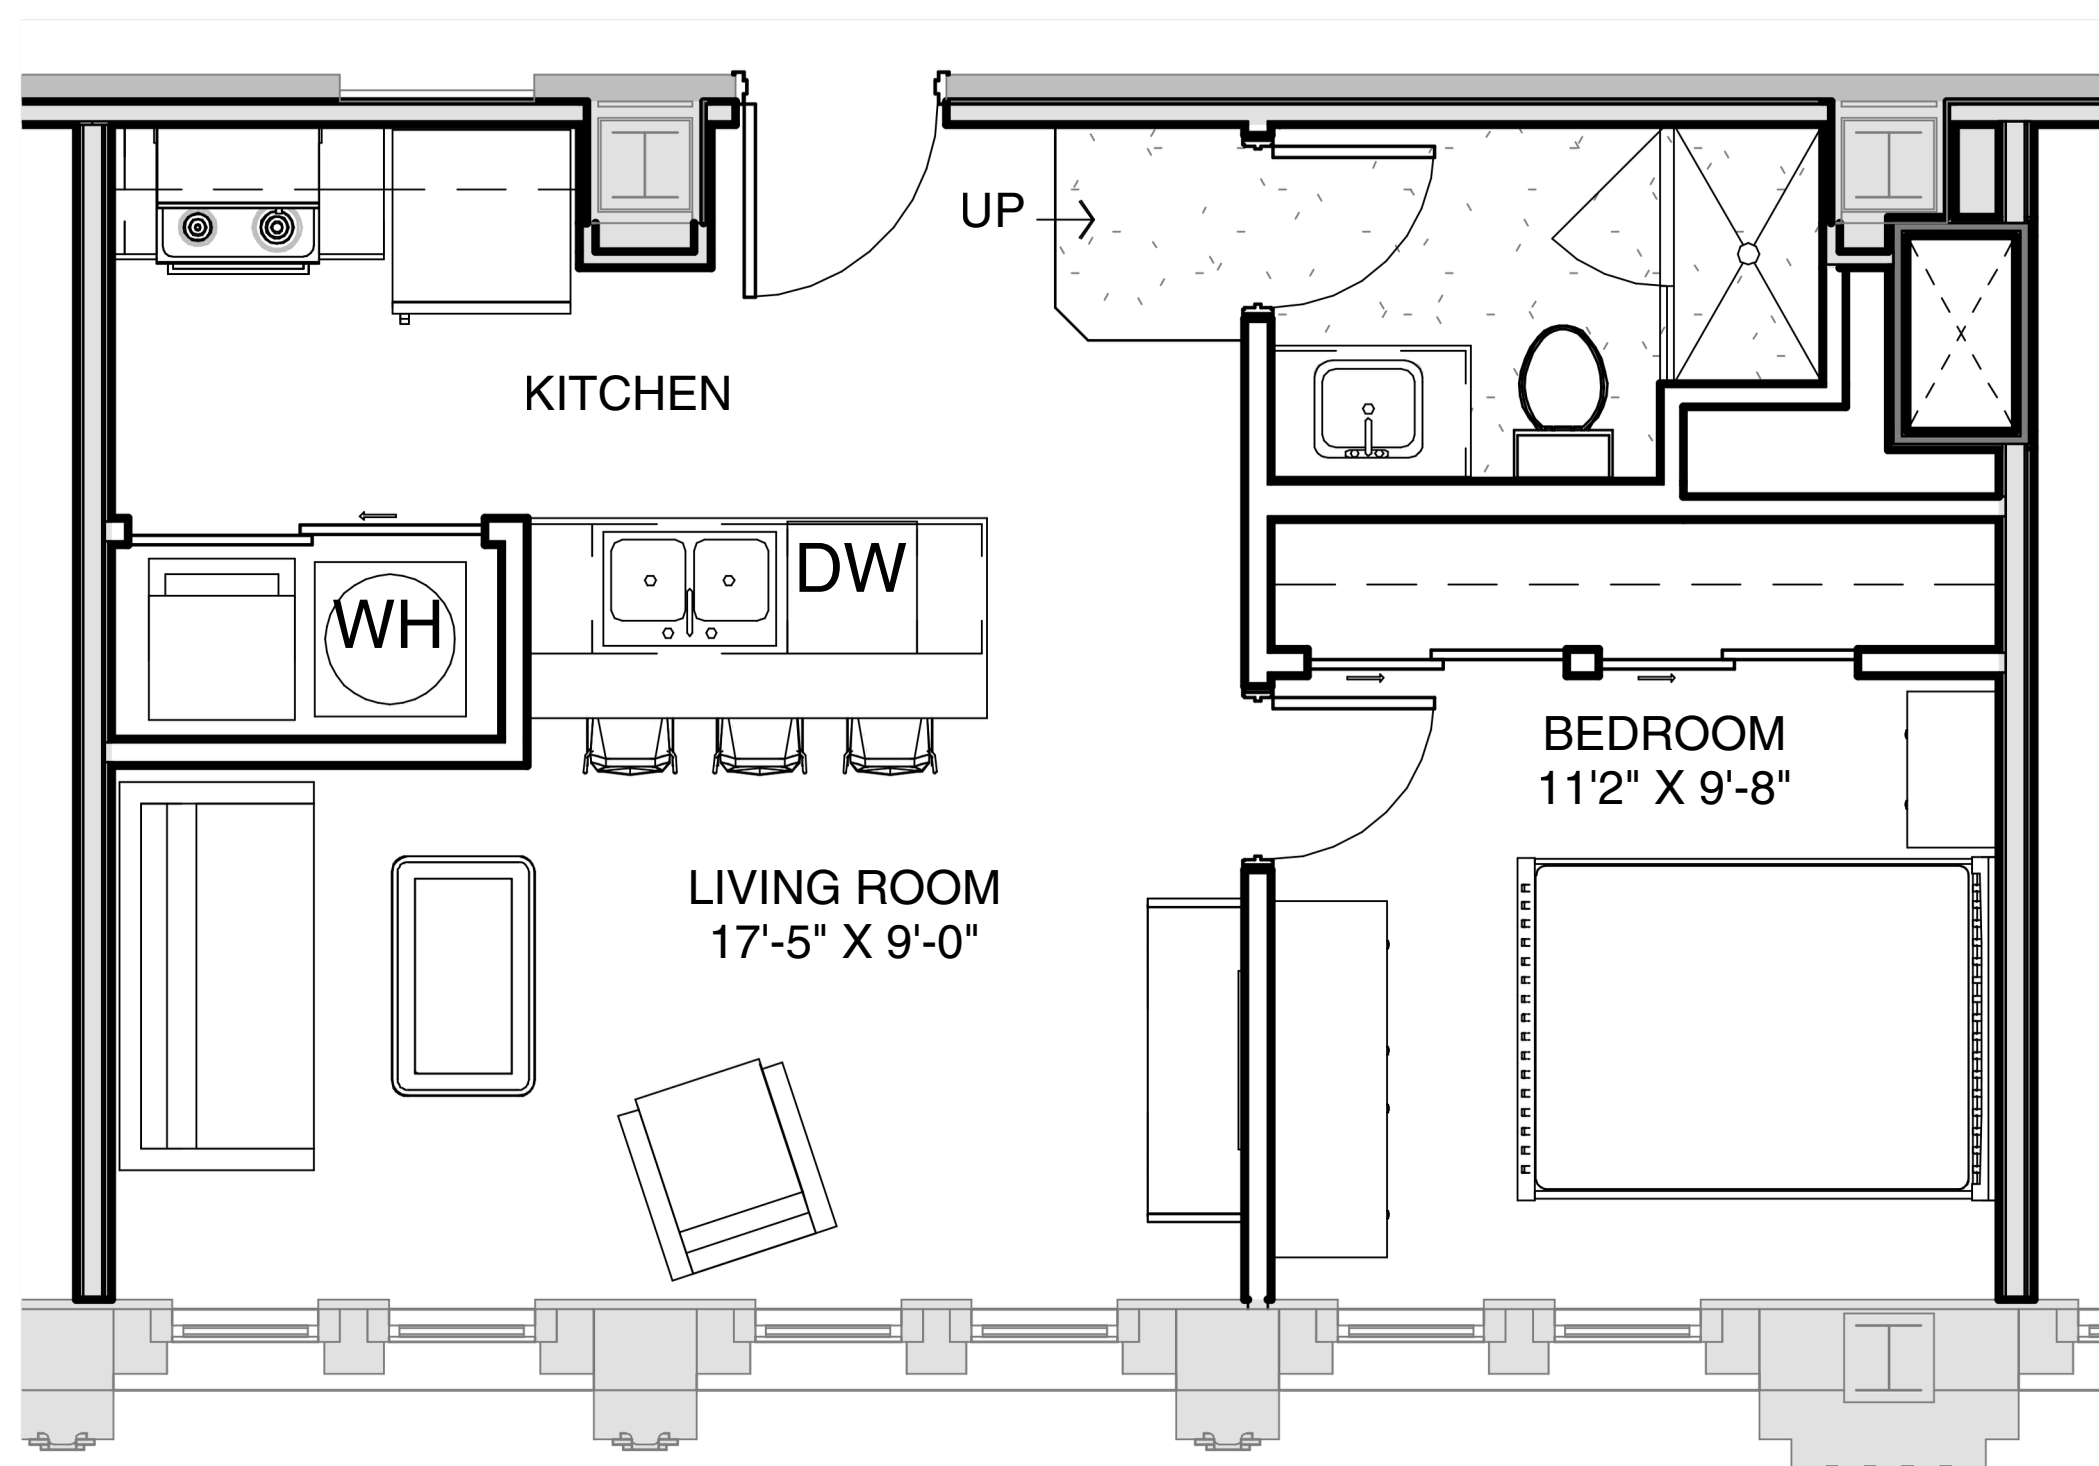 UP
KITCHEN
DW
WH
BEDROOM
11'2" X 9'-8"
LIVING ROOM
17'-5" X 9'-0"